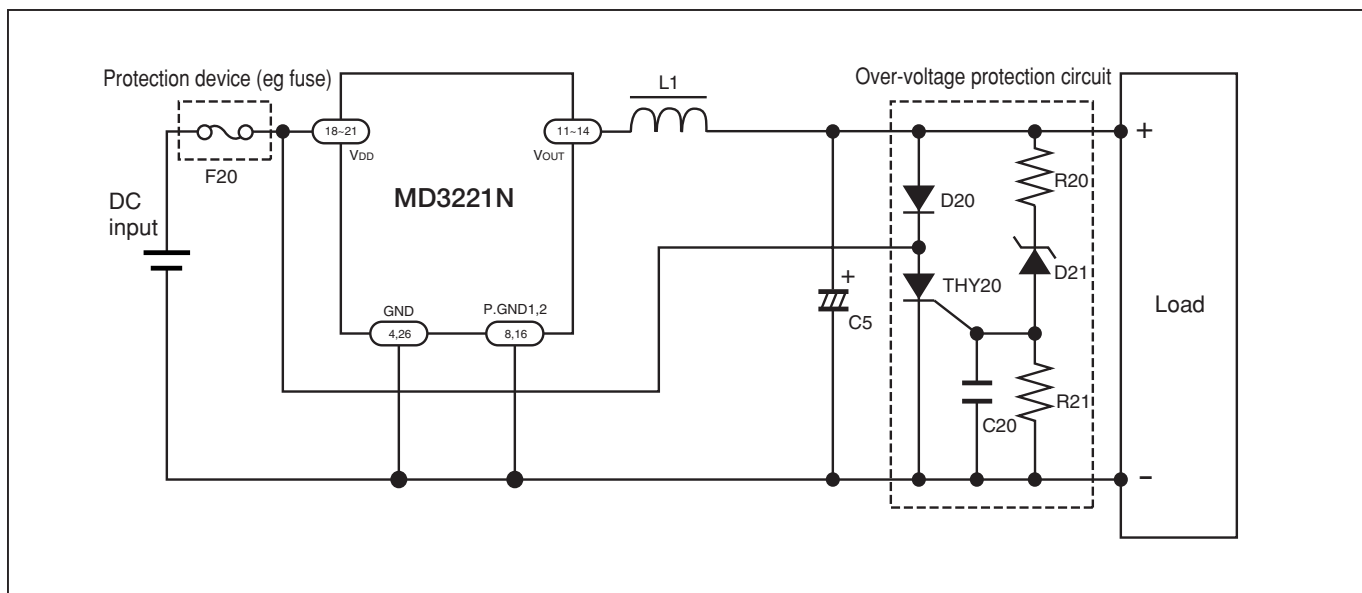 Protection device (eg fuse)
Over-voltage protection circuit
L1
18~21
11~14
+
VDD
VOUT
F20
R20
MD3221N
D20
DC
input
D21
THY20
+
Load
GND
P.GND1,2
C5
4,26
8,16
R21
C20
−